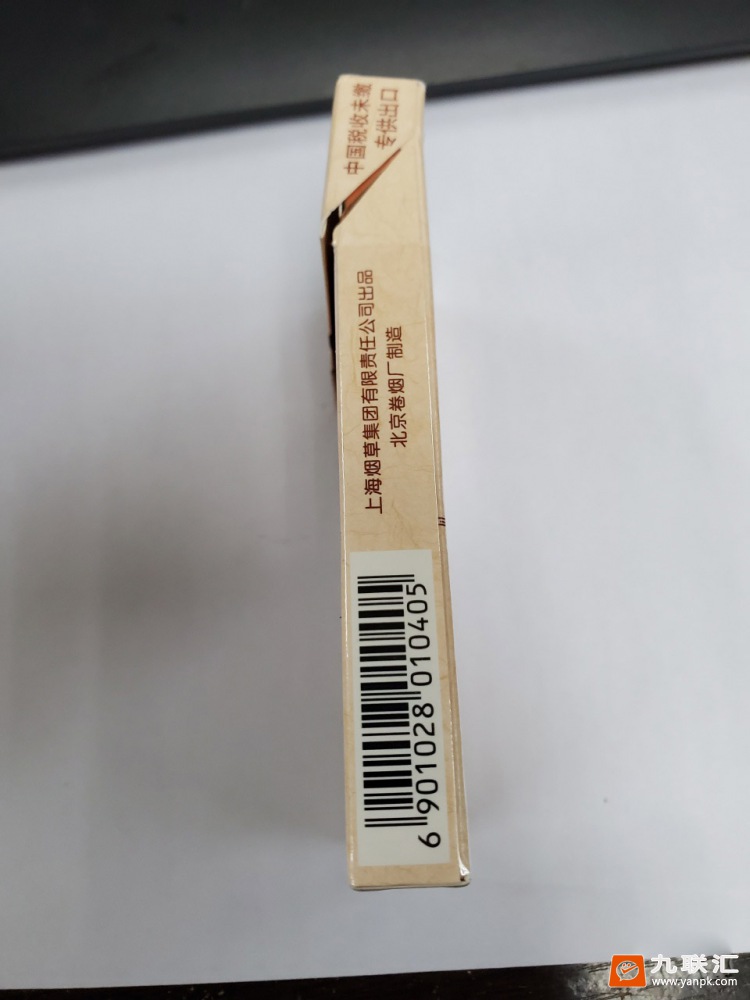 中国税收未缴
专供出口
上海烟草集团有限责任公司出品
北京卷烟厂制造
6 901028 010405
九联汇
www.yanpk.com